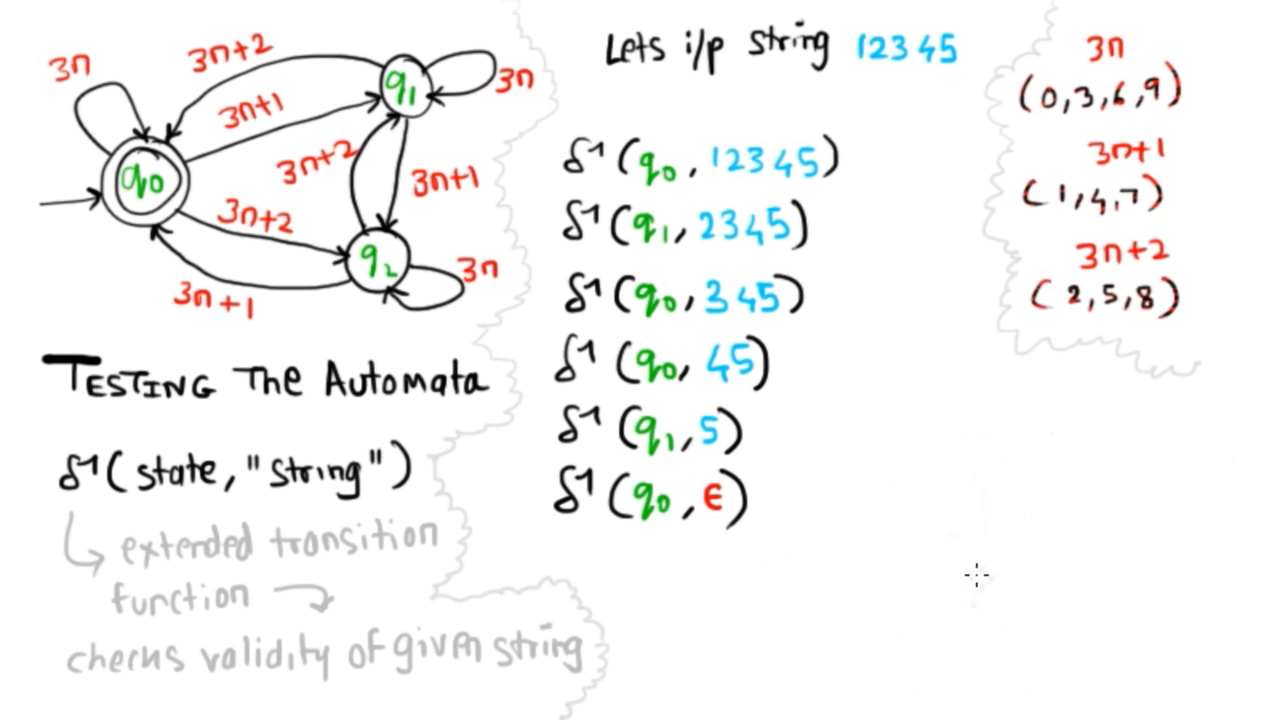 3n
3n+2
q1
3n
3n+1
3n+2
3n+1
q0
3n+2
q2
3n
3n+1
TESTING The Automata
δ^(state, "string")
extended transition
function
checks validity of given string
Lets i/p string 12345
δ^(q0, 12345)
δ^(q1, 2345)
δ^(q0, 345)
δ^(q0, 45)
δ^(q1, 5)
δ^(q0, ϵ)
3n
(0,3,6,9)
3n+1
(1,4,7)
3n+2
(2,5,8)